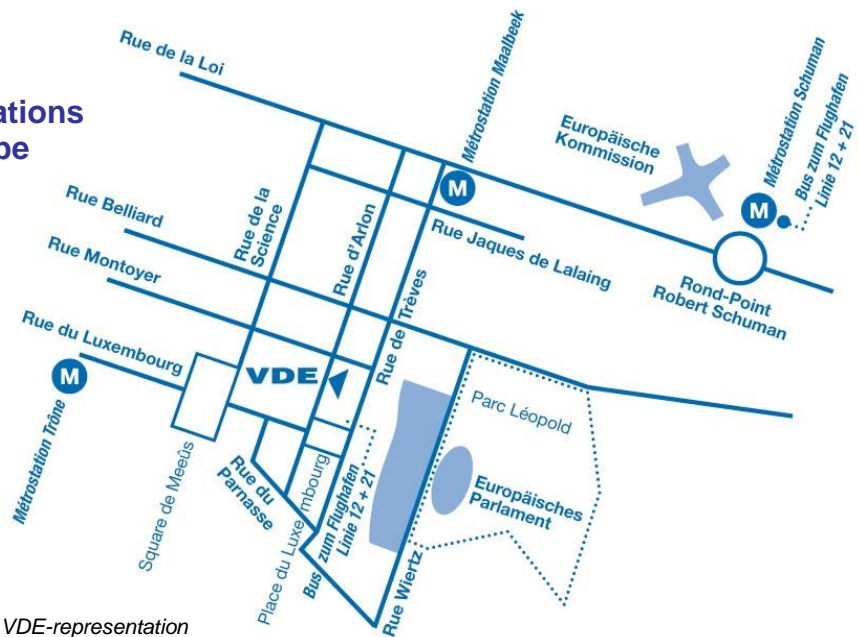 ations
pe
Rue de la Loi
Métrostation Maalbeek
Europäische
Kommission
Métrostation Schuman
Bus zum Flughafen
Linie 12 + 21
M
M
Rue de la
Science
Rue d'Arlon
Rue Belliard
Rue Jaques de Lalaing
Rue Montoyer
Rond-Point
Robert Schuman
Rue de Trèves
Rue du Luxembourg
M
VDE
Métrostation Trône
Parc Léopold
Square de Meeûs
Rue du
Parnasse
Place du Luxembourg
Bus zum Flughafen
Linie 12 + 21
Europäisches
Parlament
Rue Wiertz
VDE-representation